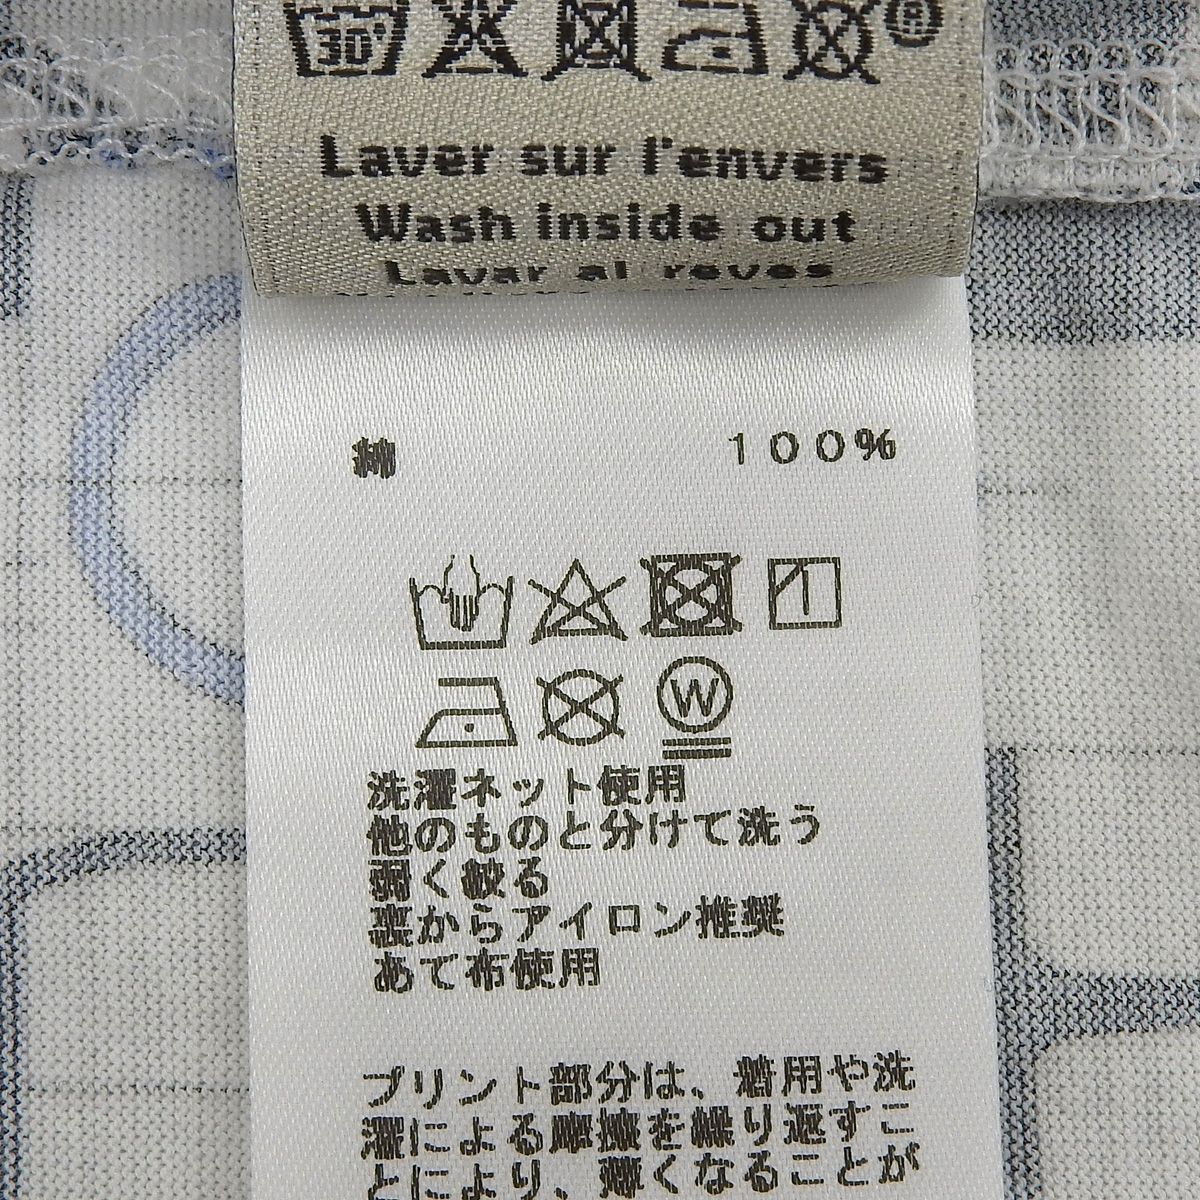 30°
Laver sur l'envers
Wash inside out
Lavar al reves
綿 100%
W
洗濯ネット使用
他のものと分けて洗う
弱く絞る
裏からアイロン推奨
あて布使用
プリント部分は、着用や洗
濯による摩擦を繰り返すこ
とにより、薄くなることが